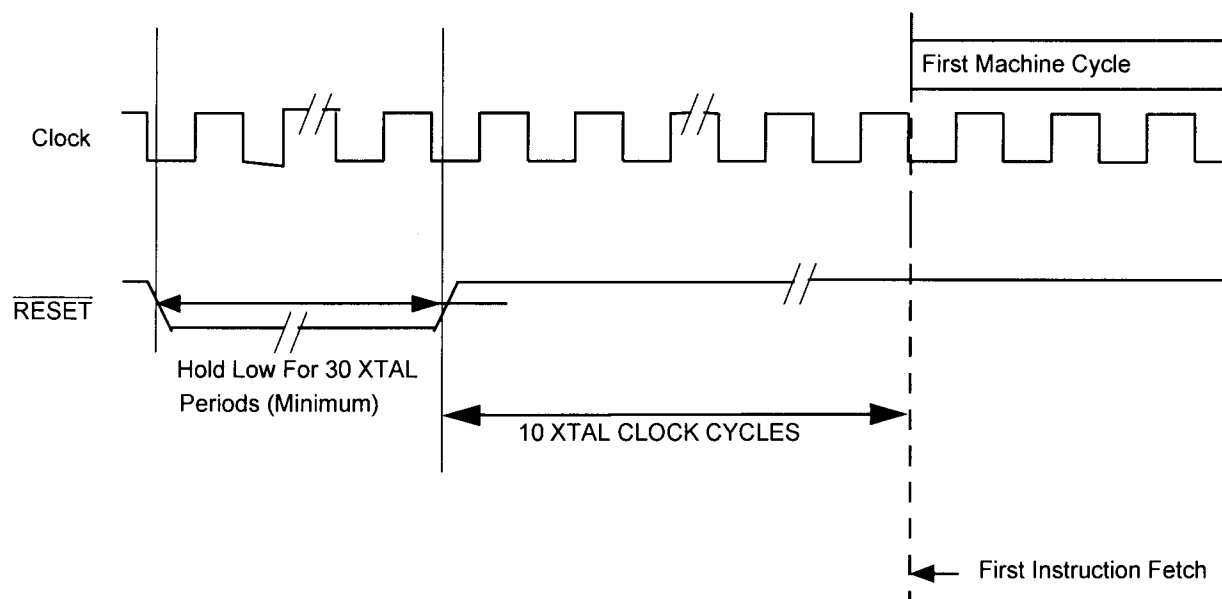 First Machine Cycle
Clock
RESET
Hold Low For 30 XTAL
Periods (Minimum)
10 XTAL CLOCK CYCLES
First Instruction Fetch